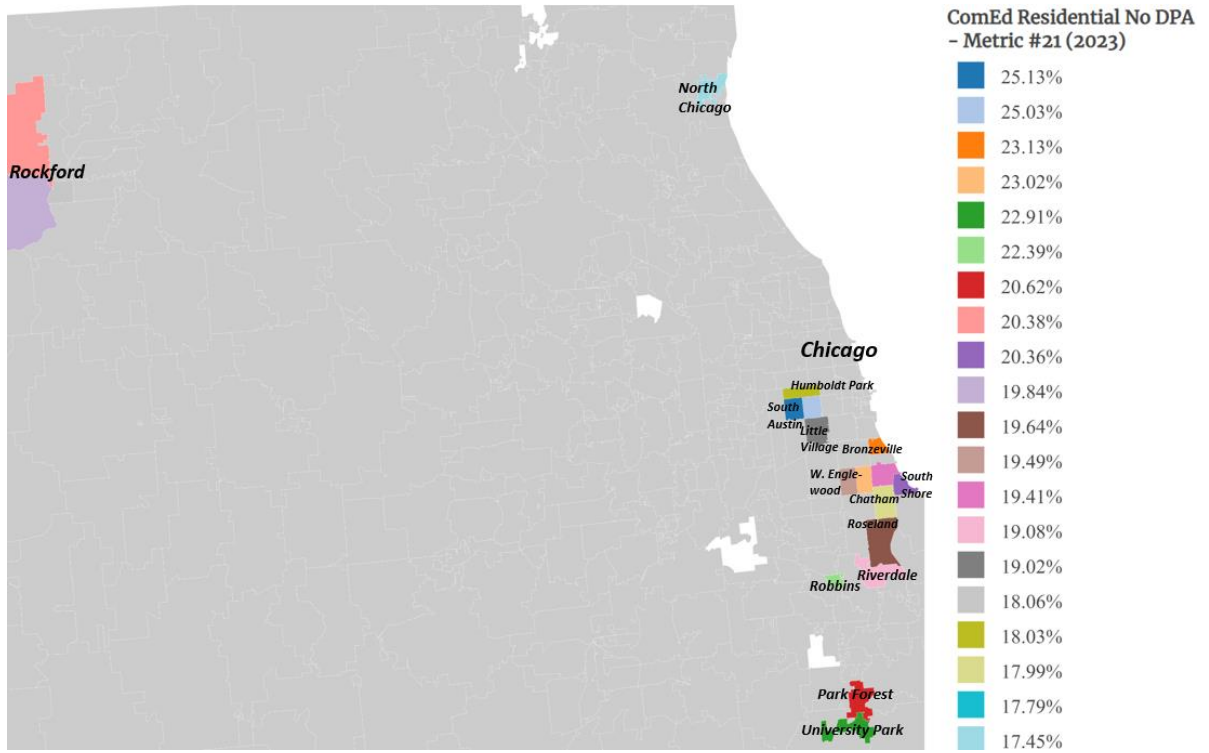 ComEd Residential No DPA
- Metric #21 (2023)
25.13%
25.03%
23.13%
23.02%
22.91%
22.39%
20.62%
20.38%
20.36%
19.84%
19.64%
19.49%
19.41%
19.08%
19.02%
18.06%
18.03%
17.99%
17.79%
17.45%
North
Chicago
Rockford
Chicago
Humboldt Park
South
Austin
Little
Village
Bronzeville
W. Engle-
wood
South
Shore
Chatham
Roseland
Riverdale
Robbins
Park Forest
University Park